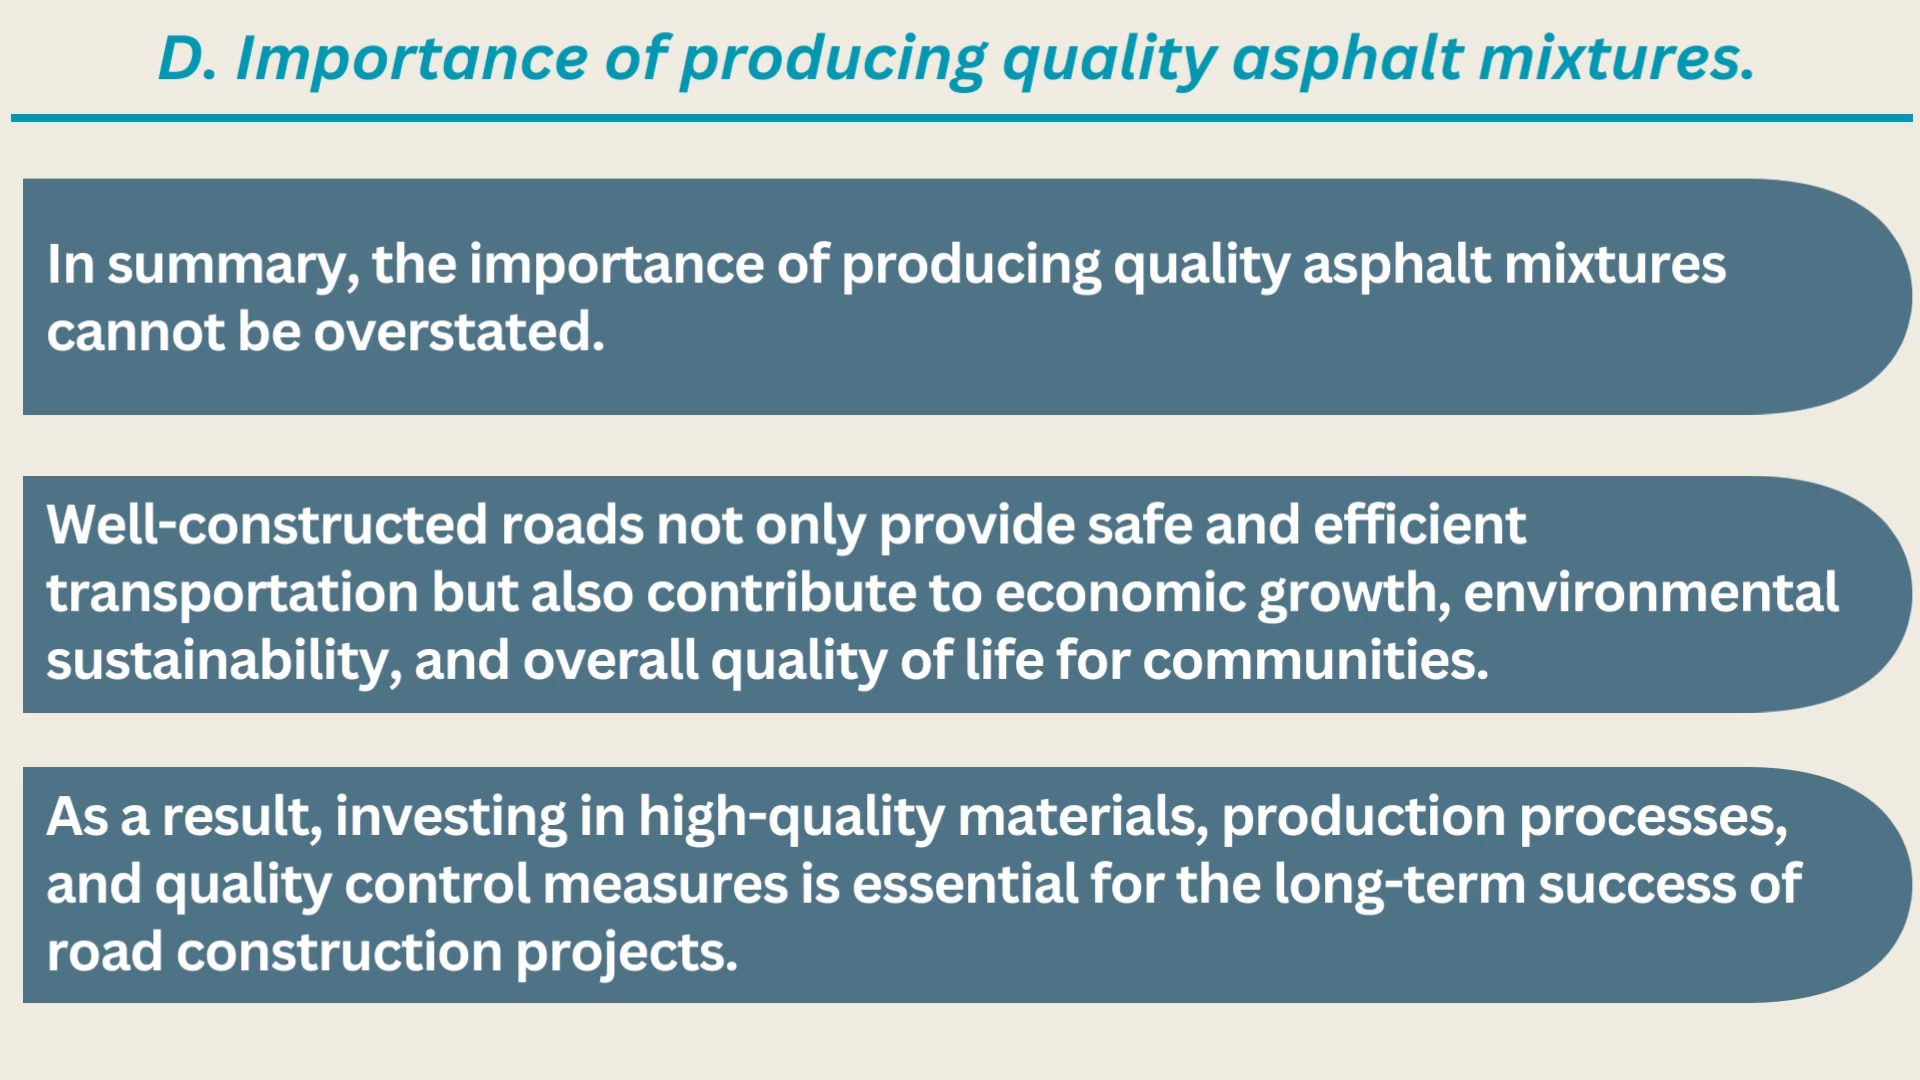 D. Importance of producing quality asphalt mixtures.
In summary, the importance of producing quality asphalt mixtures
cannot be overstated.
Well-constructed roads not only provide safe and efficient
transportation but also contribute to economic growth, environmental
sustainability, and overall quality of life for communities.
As a result, investing in high-quality materials, production processes,
and quality control measures is essential for the long-term success of
road construction projects.